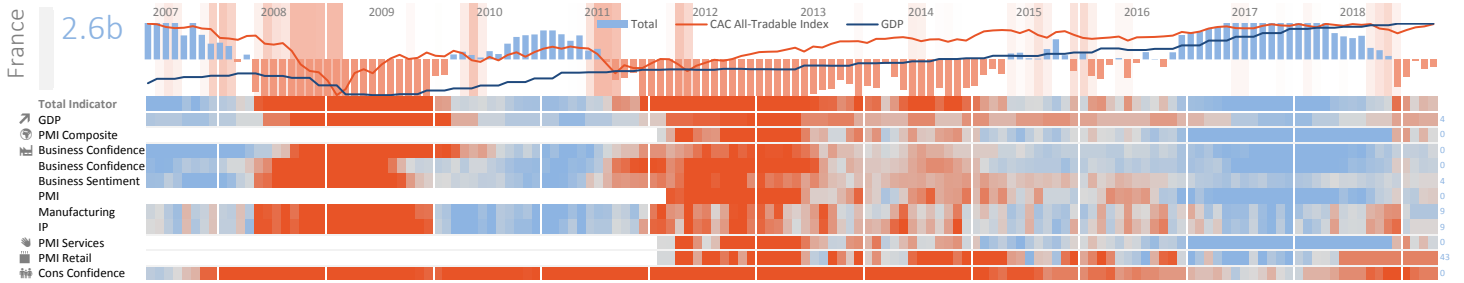 France
2.6b
2007 2008 2009 2010 2011 2012 2013 2014 2015 2016 2017 2018
Total CAC All-Tradable Index GDP
Total Indicator
GDP 4
PMI Composite 0
Business Confidence 0
Business Confidence 0
Business Sentiment 4
PMI 0
Manufacturing 9
IP 9
PMI Services 0
PMI Retail 43
Cons Confidence 0